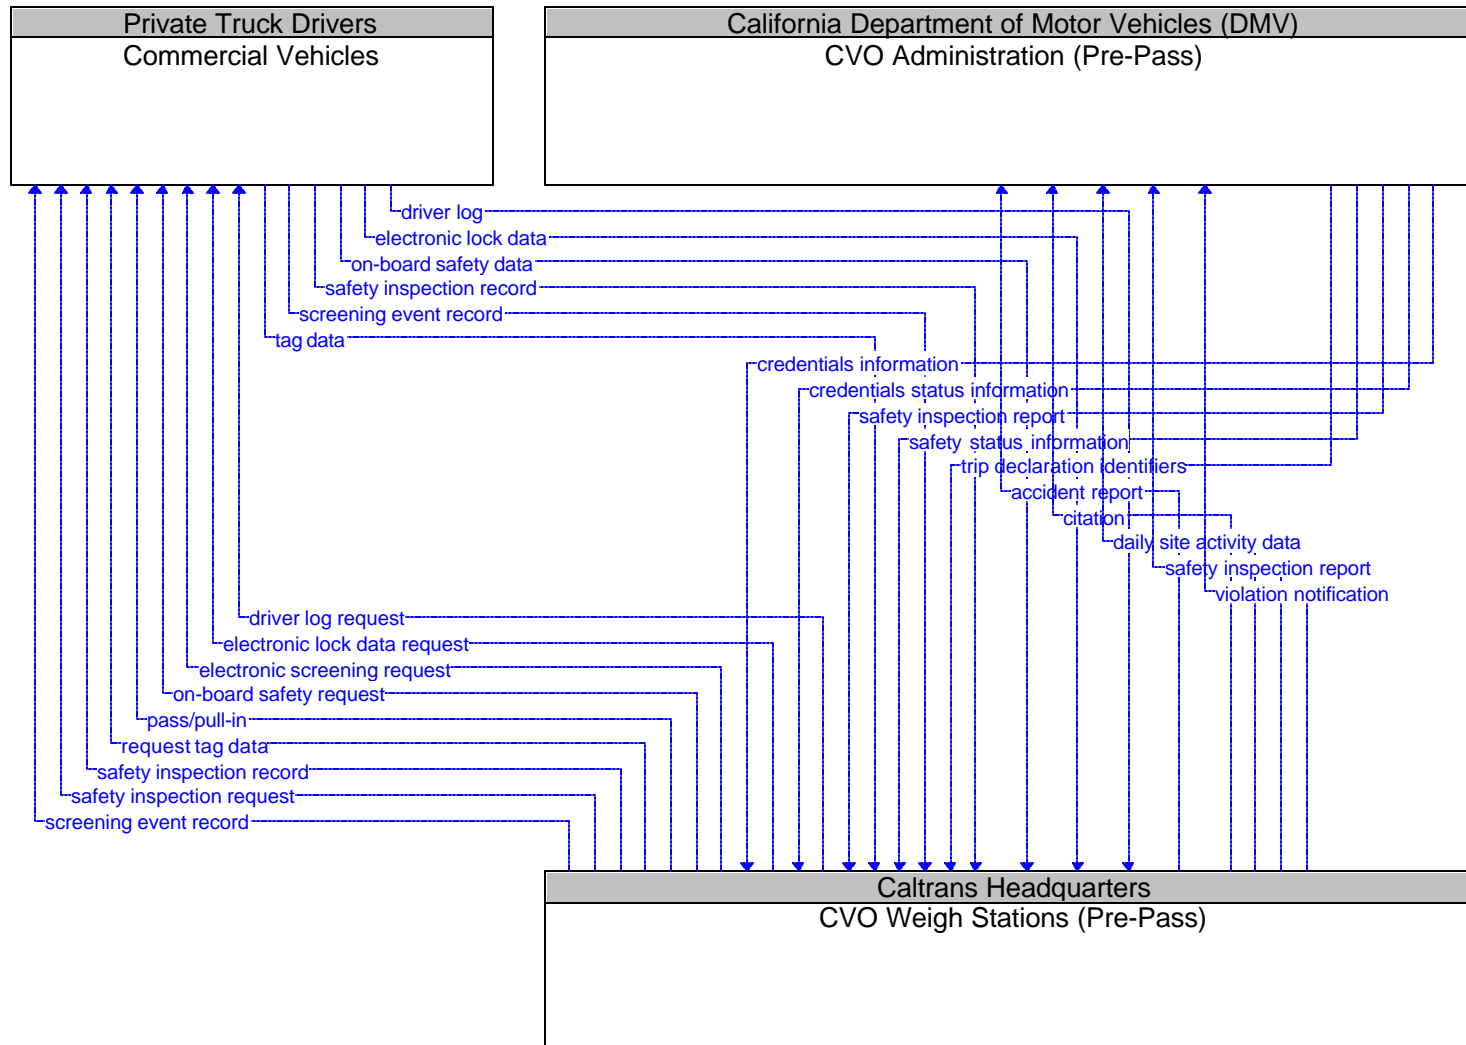 Private Truck Drivers
Commercial Vehicles
California Department of Motor Vehicles (DMV)
CVO Administration (Pre-Pass)
driver log
electronic lock data
on-board safety data
safety inspection record
screening event record
tag data
credentials information
credentials status information
safety inspection report
safety status information
trip declaration identifiers
accident report
citation
daily site activity data
safety inspection report
violation notification
driver log request
electronic lock data request
electronic screening request
on-board safety request
pass/pull-in
request tag data
safety inspection record
safety inspection request
screening event record
Caltrans Headquarters
CVO Weigh Stations (Pre-Pass)